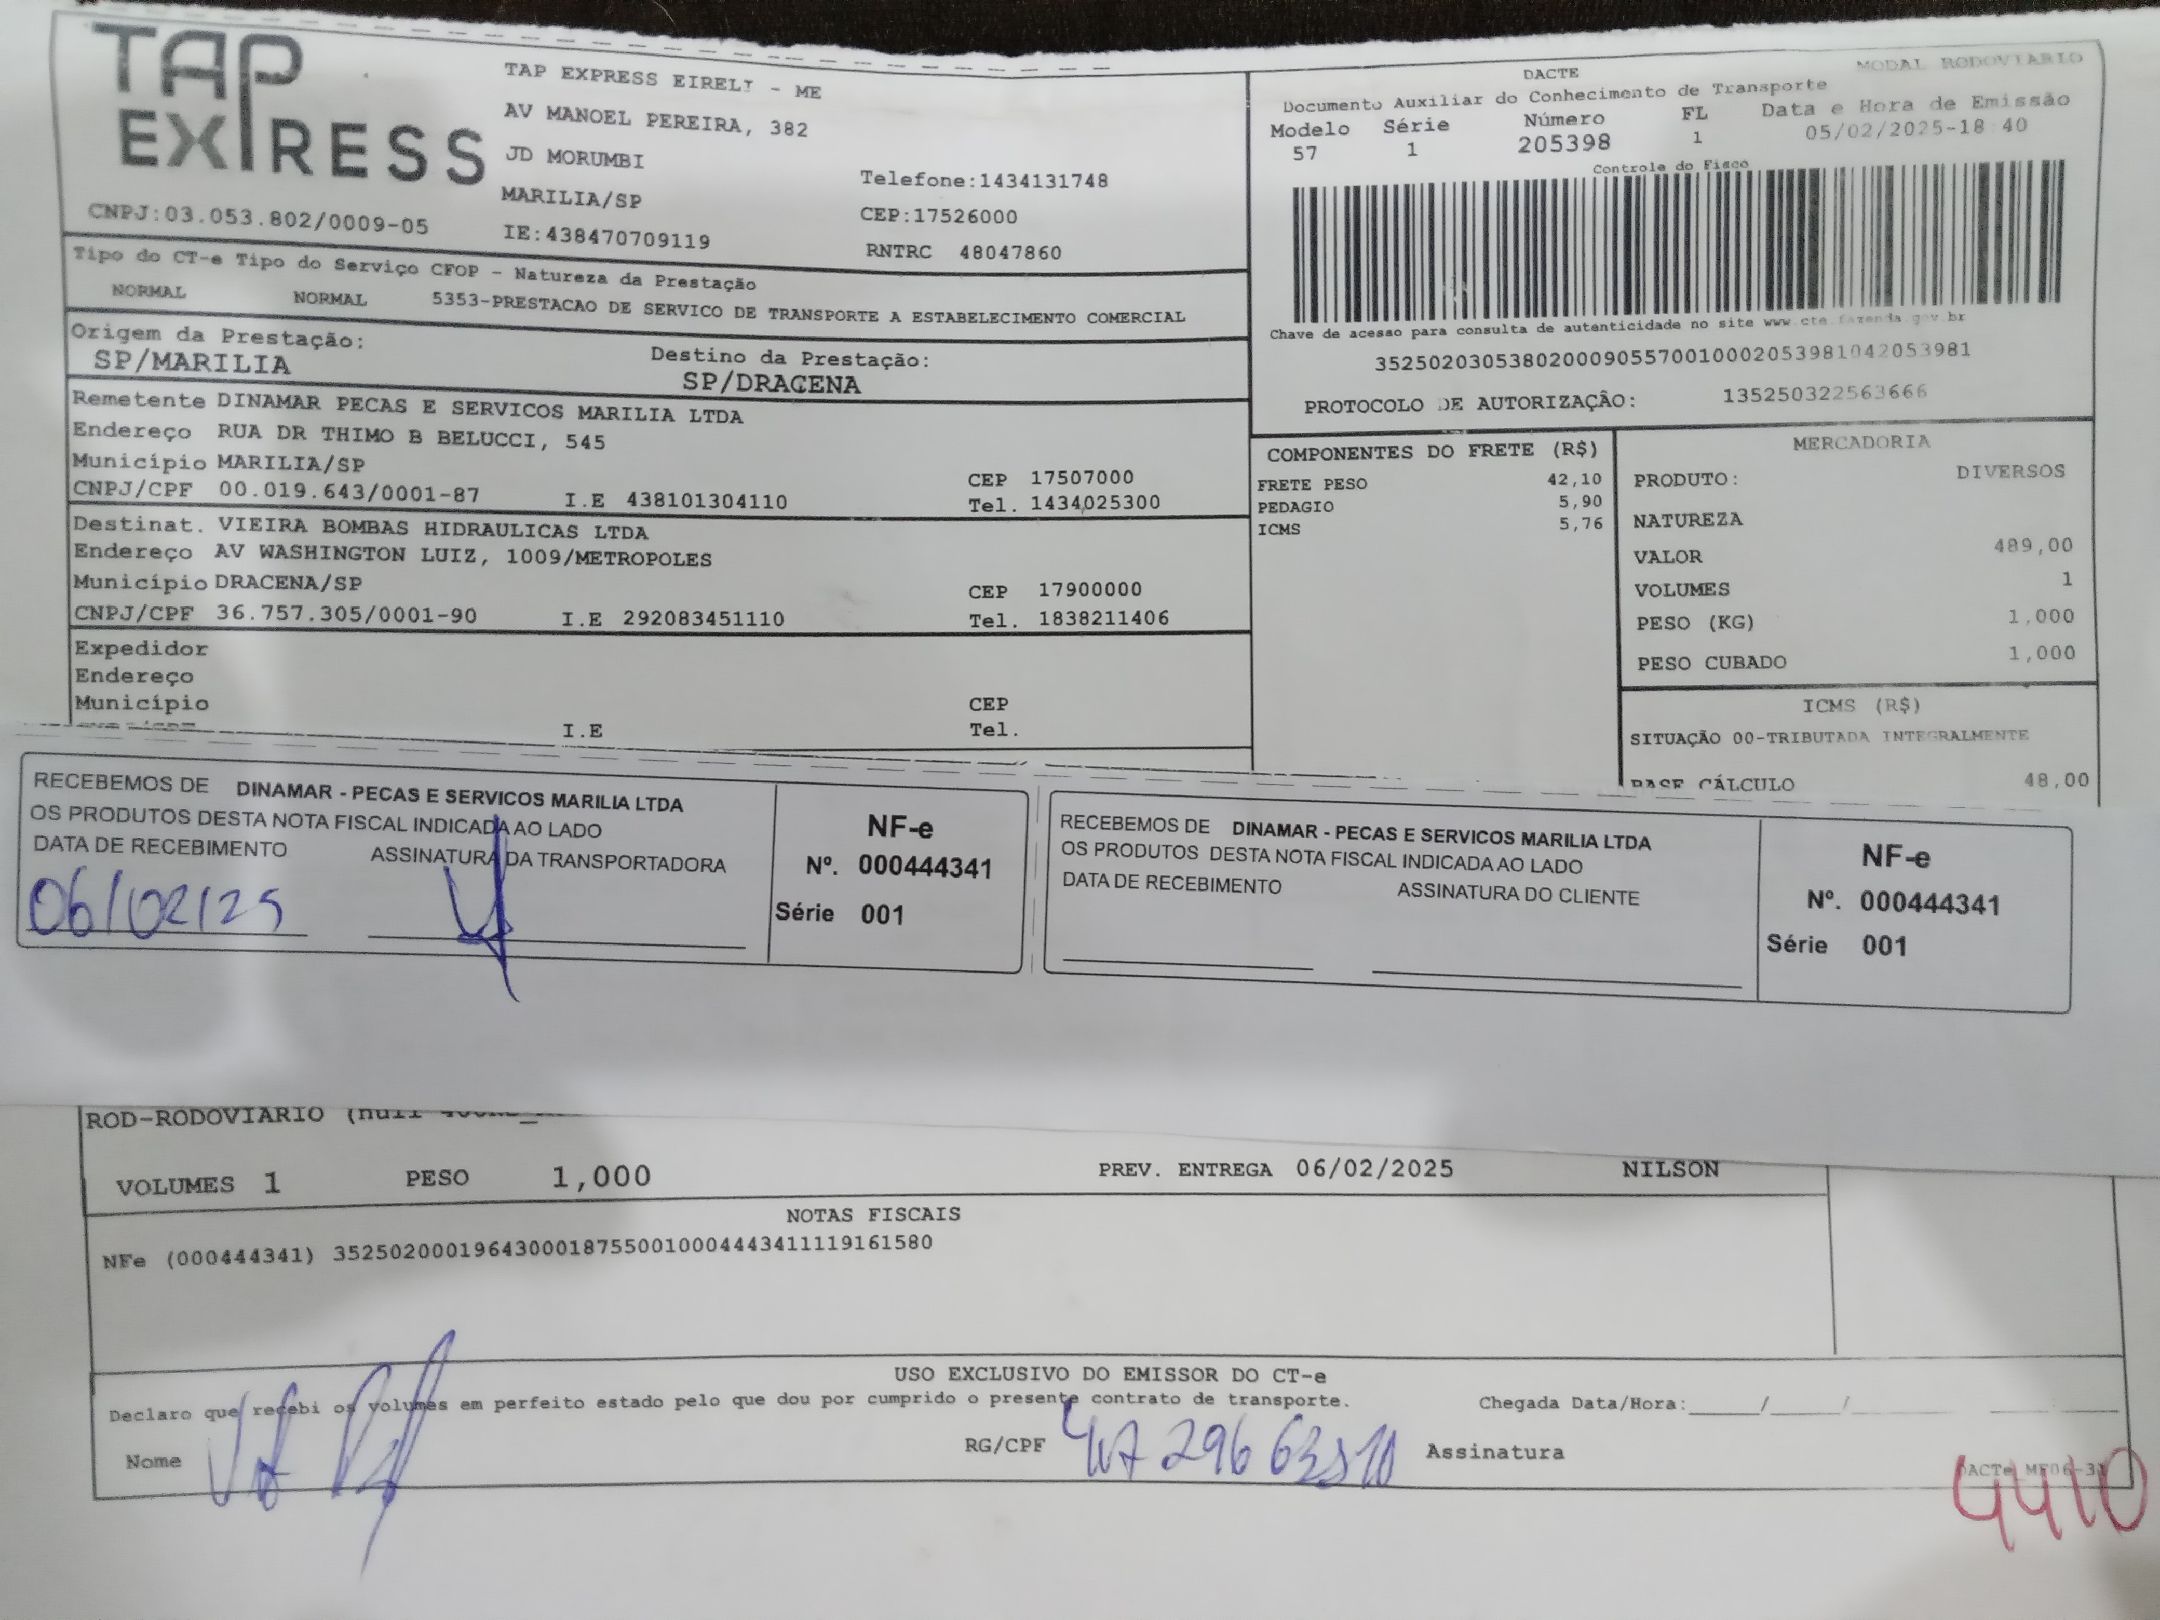 TAP EXPRESS
CNPJ:03.053.802/0009-05
TAP EXPRESS EIRELI - ME
AV MANOEL PEREIRA, 382
JD MORUMBI
MARILIA/SP
IE:438470709119
Telefone:1434131748
CEP:17526000
RNTRC 48047860
MODAL RODOVIARIO
DACTE
Documento Auxiliar do Conhecimento de Transporte
Modelo Série Número FL Data e Hora de Emissão
57 1 205398 1 05/02/2025-18:40
Controle do Fisco
Chave de acesso para consulta de autenticidade no site www.cte.fazenda.gov.br
35250203053802000905570010002053981042053981
PROTOCOLO DE AUTORIZAÇÃO: 135250322563666
Tipo do CT-e Tipo do Serviço CFOP - Natureza da Prestação
NORMAL NORMAL 5353-PRESTACAO DE SERVICO DE TRANSPORTE A ESTABELECIMENTO COMERCIAL
Origem da Prestação: Destino da Prestação:
SP/MARILIA SP/DRACENA
Remetente DINAMAR PECAS E SERVICOS MARILIA LTDA
Endereço RUA DR THIMO B BELUCCI, 545
Município MARILIA/SP CEP 17507000
CNPJ/CPF 00.019.643/0001-87 I.E 438101304110 Tel. 1434025300
Destinat. VIEIRA BOMBAS HIDRAULICAS LTDA
Endereço AV WASHINGTON LUIZ, 1009/METROPOLES
Município DRACENA/SP CEP 17900000
CNPJ/CPF 36.757.305/0001-90 I.E 292083451110 Tel. 1838211406
Expedidor
Endereço
Município CEP
I.E Tel.
COMPONENTES DO FRETE (R$)
FRETE PESO 42,10
PEDAGIO 5,90
ICMS 5,76
MERCADORIA
PRODUTO: DIVERSOS
NATUREZA
VALOR 489,00
VOLUMES 1
PESO (KG) 1,000
PESO CUBADO 1,000
ICMS (R$)
SITUAÇÃO 00-TRIBUTADA INTEGRALMENTE
BASE CÁLCULO 48,00
RECEBEMOS DE DINAMAR - PECAS E SERVICOS MARILIA LTDA
OS PRODUTOS DESTA NOTA FISCAL INDICADA AO LADO
DATA DE RECEBIMENTO ASSINATURA DA TRANSPORTADORA
06/02/25
NF-e
Nº. 000444341
Série 001
RECEBEMOS DE DINAMAR - PECAS E SERVICOS MARILIA LTDA
OS PRODUTOS DESTA NOTA FISCAL INDICADA AO LADO
DATA DE RECEBIMENTO ASSINATURA DO CLIENTE
NF-e
Nº. 000444341
Série 001
ROD-RODOVIARIO (null
VOLUMES 1 PESO 1,000 PREV. ENTREGA 06/02/2025 NILSON
NOTAS FISCAIS
NFe (000444341) 35250200019643000187550010004443411119161580
USO EXCLUSIVO DO EMISSOR DO CT-e
Declaro que recebi os volumes em perfeito estado pelo que dou por cumprido o presente contrato de transporte. Chegada Data/Hora:_____/_____/
Nome RG/CPF Assinatura
4410